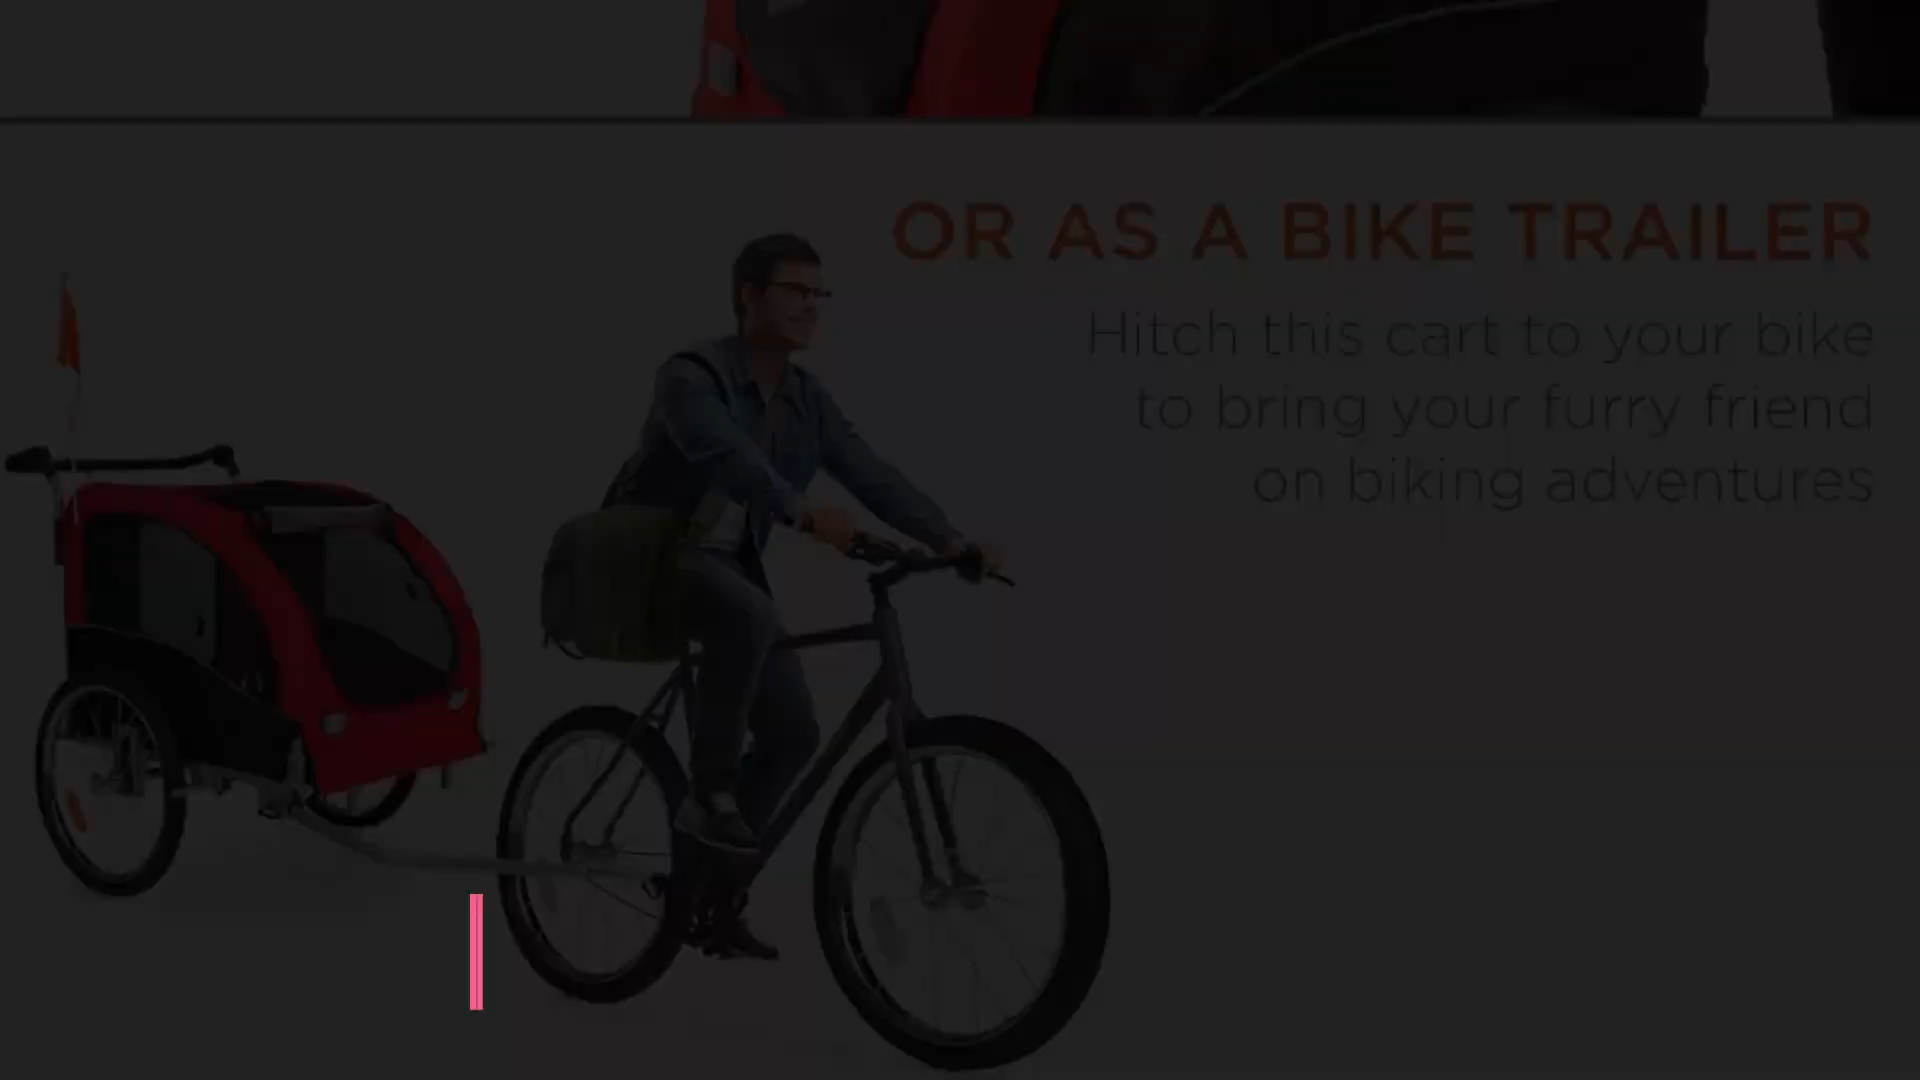 OR AS A BIKE TRAILER
Hitch this cart to your bike
to bring your furry friend
on biking adventures